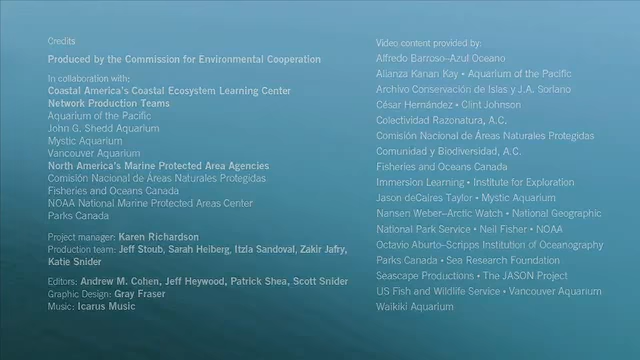 Credits
Produced by the Commission for Environmental Cooperation
In collaboration with:
Coastal America's Coastal Ecosystem Learning Center
Network Production Teams
Aquarium of the Pacific
John G. Shedd Aquarium
Mystic Aquarium
Vancouver Aquarium
North America's Marine Protected Area Agencies
Comisión Nacional de Áreas Naturales Protegidas
Fisheries and Oceans Canada
NOAA National Marine Protected Areas Center
Parks Canada
Project manager: Karen Richardson
Production team: Jeff Stoub, Sarah Heiberg, Itzia Sandoval, Zakir Jafry,
Katie Snider
Editors: Andrew M. Cohen, Jeff Heywood, Patrick Shea, Scott Snider
Graphic Design: Gray Fraser
Music: Icarus Music
Video content provided by:
Alfredo Barroso–Azul Oceano
Alianza Kanan Kay • Aquarium of the Pacific
Archivo Conservación de Islas y J.A. Soriano
César Hernández • Clint Johnson
Colectividad Razonatura, A.C.
Comisión Nacional de Áreas Naturales Protegidas
Comunidad y Biodiversidad, A.C.
Fisheries and Oceans Canada
Immersion Learning • Institute for Exploration
Jason deCaires Taylor • Mystic Aquarium
Nansen Weber–Arctic Watch • National Geographic
National Park Service • Neil Fisher • NOAA
Octavio Aburto–Scripps Institution of Oceanography
Parks Canada • Sea Research Foundation
Seascape Productions • The JASON Project
US Fish and Wildlife Service • Vancouver Aquarium
Waikiki Aquarium